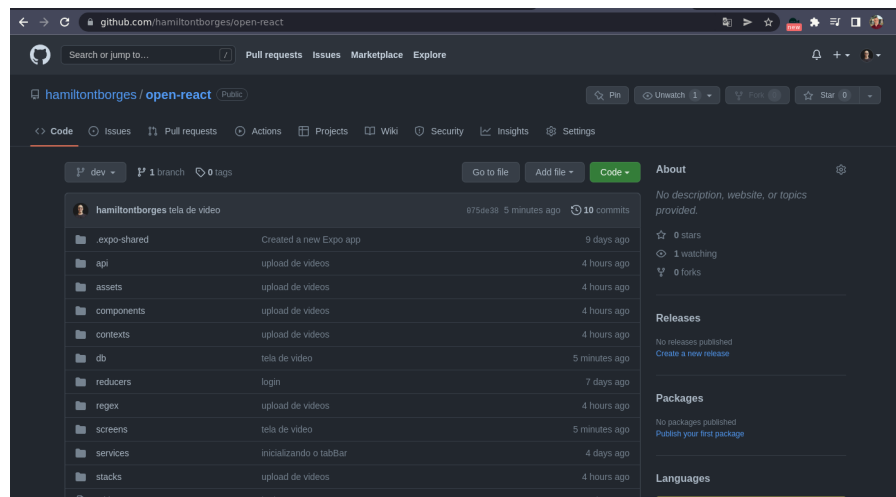 github.com/hamiltontborges/open-react
new
Search or jump to... / Pull requests Issues Marketplace Explore
hamiltontborges / open-react Public
Pin Unwatch 1 Fork 0 Star 0
Code Issues Pull requests Actions Projects Wiki Security Insights Settings
dev 1 branch 0 tags Go to file Add file Code
hamiltontborges tela de video 075de38 5 minutes ago 10 commits
.expo-shared Created a new Expo app 9 days ago
api upload de videos 4 hours ago
assets upload de videos 4 hours ago
components upload de videos 4 hours ago
contexts upload de videos 4 hours ago
db tela de video 5 minutes ago
reducers login 7 days ago
regex upload de videos 4 hours ago
screens tela de video 5 minutes ago
services inicializando o tabBar 4 days ago
stacks upload de videos 4 hours ago
About
No description, website, or topics
provided.
0 stars
1 watching
0 forks
Releases
No releases published
Create a new release
Packages
No packages published
Publish your first package
Languages